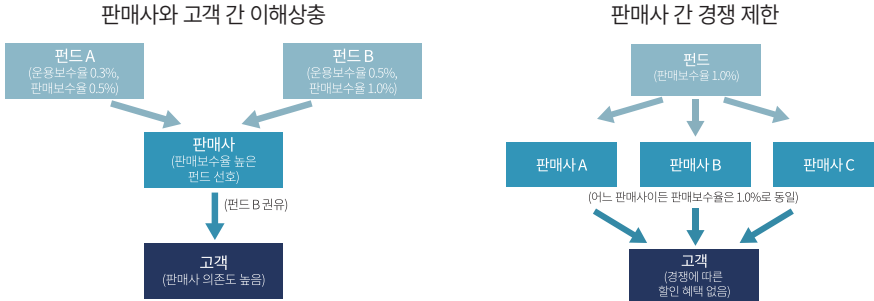 판매사와 고객 간 이해상충
펀드 A
(운용보수율 0.3%,
판매보수율 0.5%)
펀드 B
(운용보수율 0.5%,
판매보수율 1.0%)
판매사
(판매보수율 높은
펀드 선호)
(펀드 B 권유)
고객
(판매사 의존도 높음)
판매사 간 경쟁 제한
펀드
(판매보수율 1.0%)
판매사 A
판매사 B
판매사 C
(어느 판매사이든 판매보수율은 1.0%로 동일)
고객
(경쟁에 따른
할인 혜택 없음)